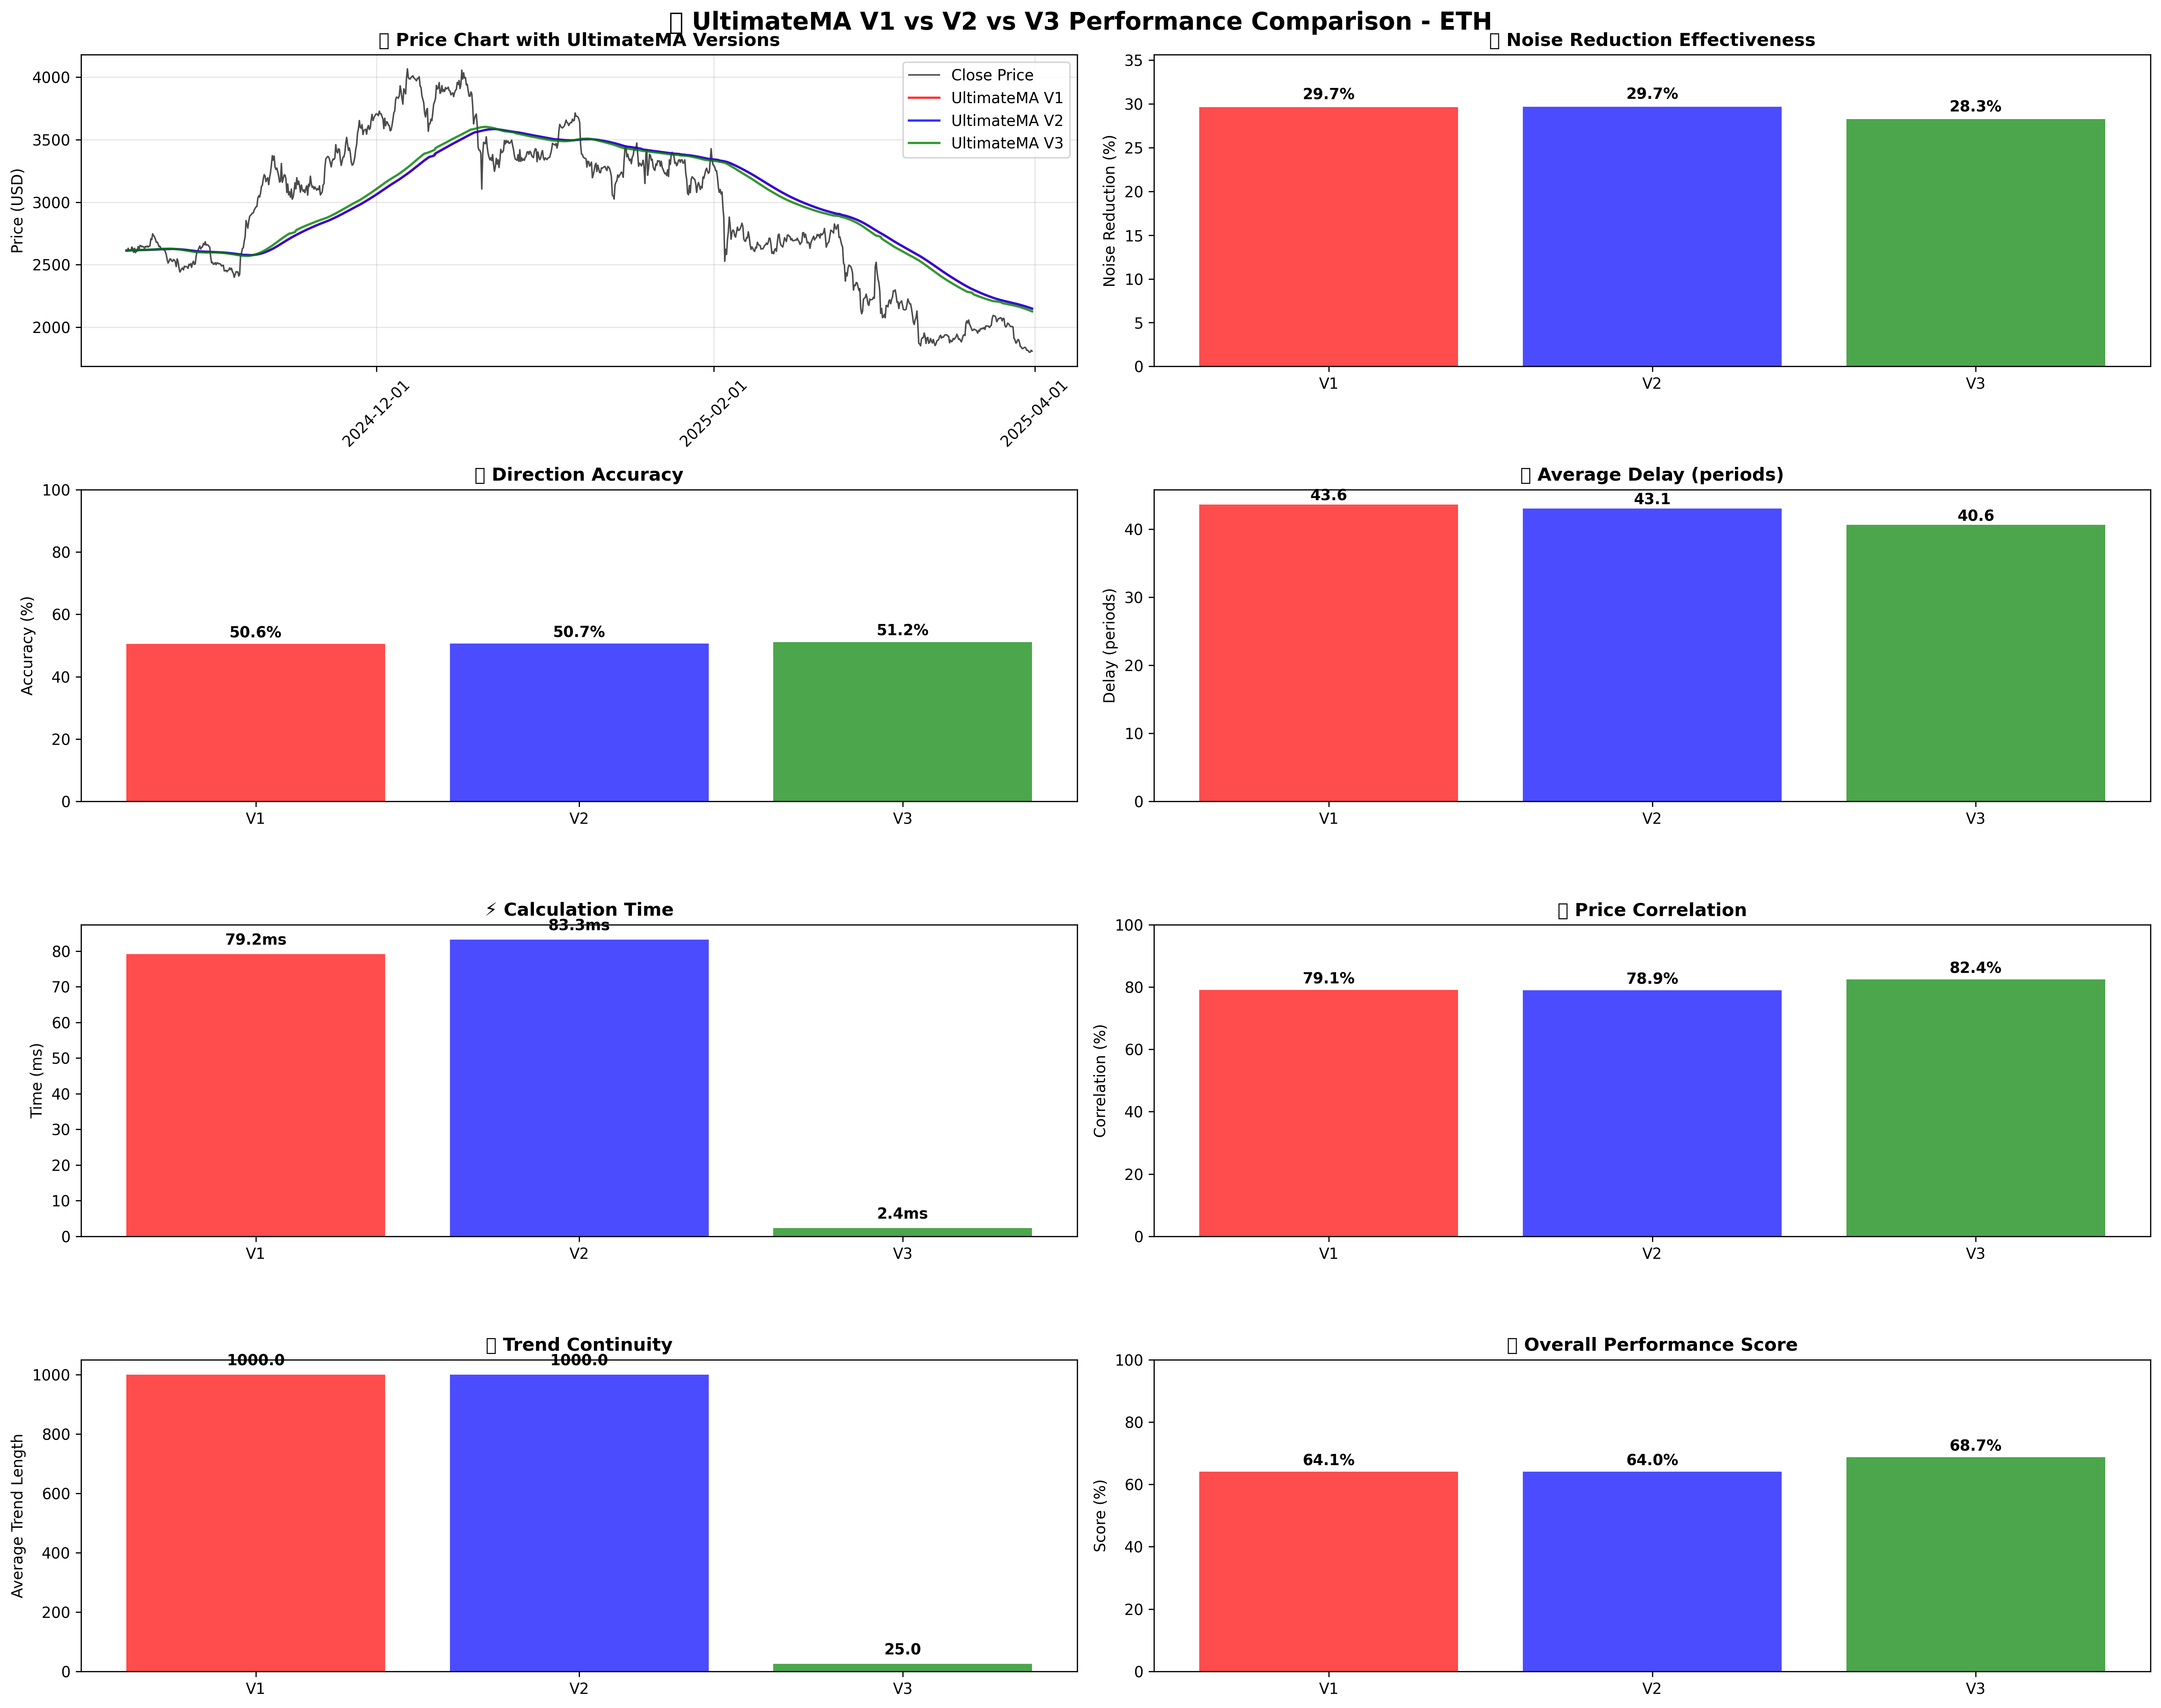 ▯ UltimateMA V1 vs V2 vs V3 Performance Comparison - ETH
▯ Price Chart with UltimateMA Versions
Price (USD)
4000
3500
3000
2500
2000
Close Price
UltimateMA V1
UltimateMA V2
UltimateMA V3
2024-12-01
2025-02-01
2025-04-01
▯ Noise Reduction Effectiveness
Noise Reduction (%)
35
30
25
20
15
10
5
0
29.7%
29.7%
28.3%
V1
V2
V3
▯ Direction Accuracy
Accuracy (%)
100
80
60
40
20
0
50.6%
50.7%
51.2%
V1
V2
V3
▯ Average Delay (periods)
Delay (periods)
40
30
20
10
0
43.6
43.1
40.6
V1
V2
V3
⚡ Calculation Time
Time (ms)
80
70
60
50
40
30
20
10
0
79.2ms
83.3ms
2.4ms
V1
V2
V3
▯ Price Correlation
Correlation (%)
100
80
60
40
20
0
79.1%
78.9%
82.4%
V1
V2
V3
▯ Trend Continuity
Average Trend Length
1000
800
600
400
200
0
1000.0
1000.0
25.0
V1
V2
V3
▯ Overall Performance Score
Score (%)
100
80
60
40
20
0
64.1%
64.0%
68.7%
V1
V2
V3